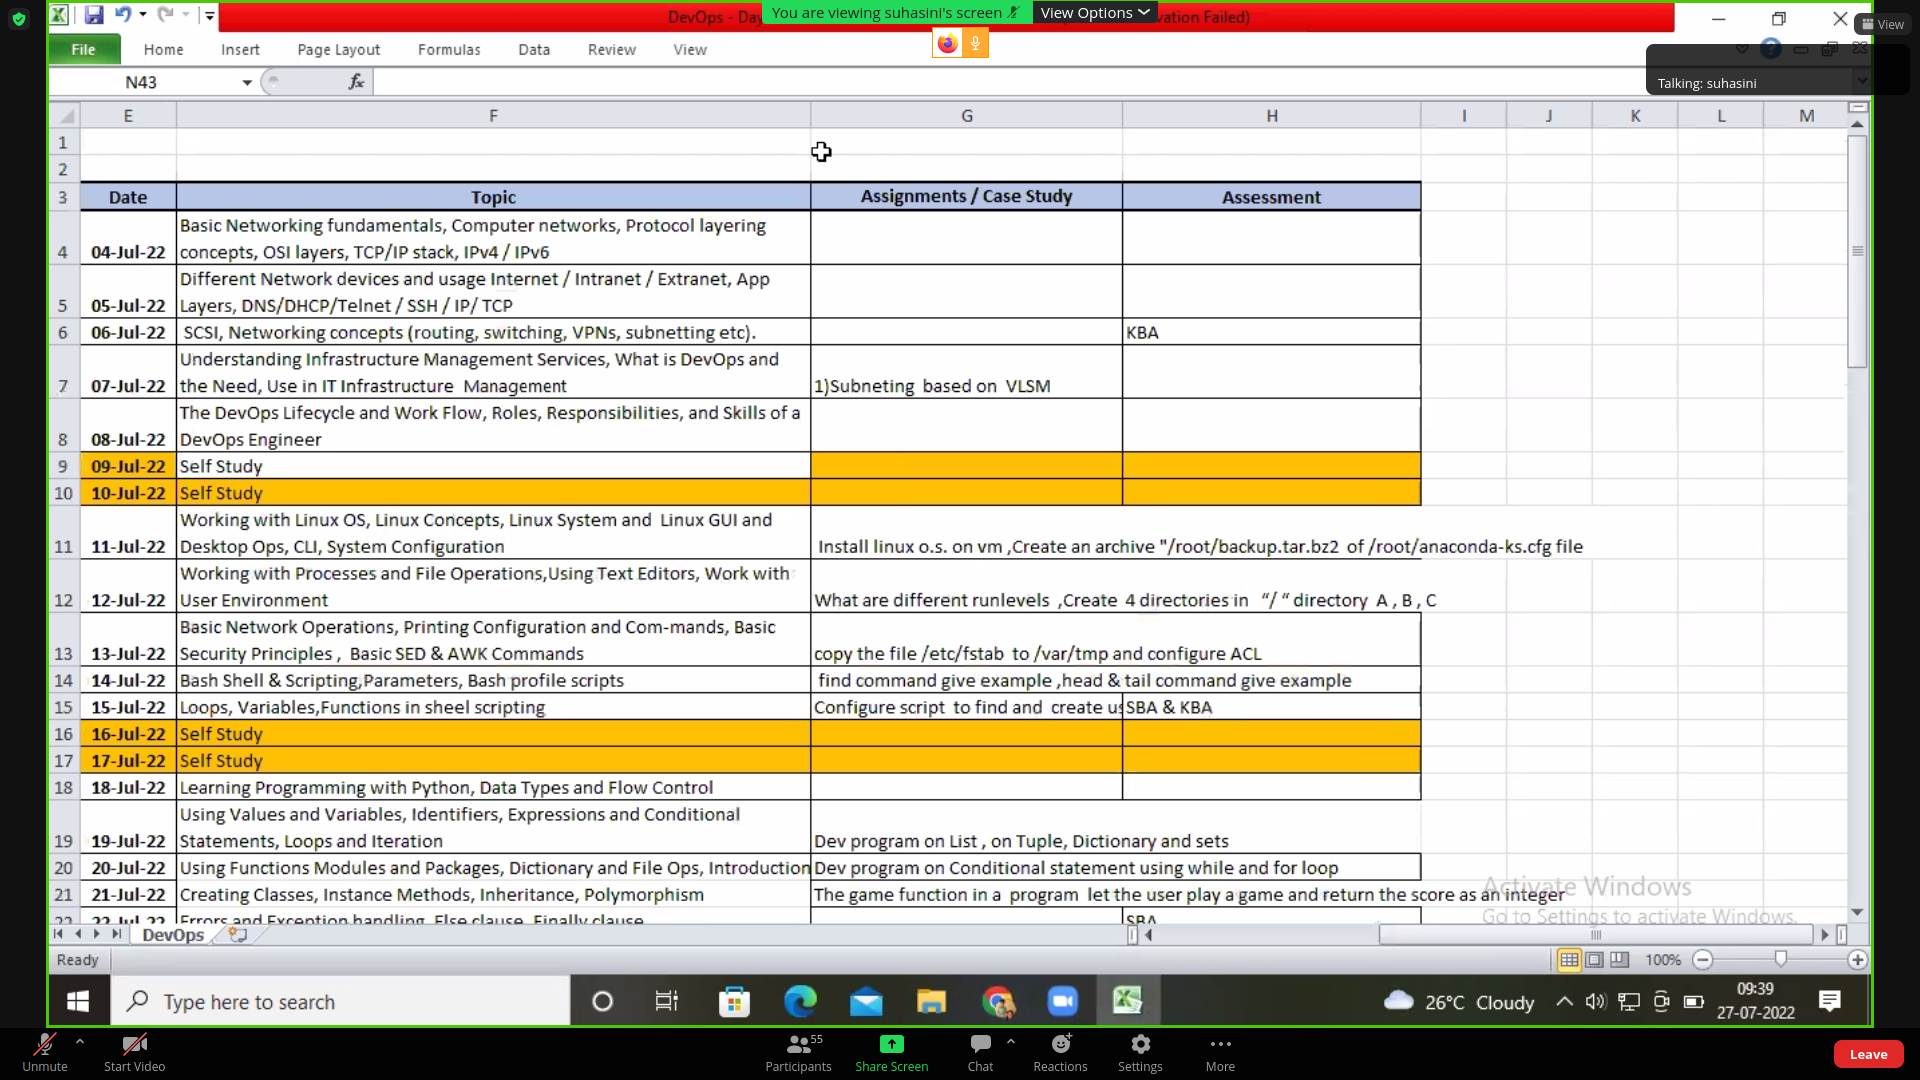 DevOps - Day
You are viewing suhasini's screen
View Options
vation Failed)
View
File Home Insert Page Layout Formulas Data Review View
Talking: suhasini
N43 fx
E F G H I J K L M
1
2
3 Date Topic Assignments / Case Study Assessment
Basic Networking fundamentals, Computer networks, Protocol layering
4 04-Jul-22 concepts, OSI layers, TCP/IP stack, IPv4 / IPv6
Different Network devices and usage Internet / Intranet / Extranet, App
5 05-Jul-22 Layers, DNS/DHCP/Telnet / SSH / IP/ TCP
6 06-Jul-22 SCSI, Networking concepts (routing, switching, VPNs, subnetting etc). KBA
Understanding Infrastructure Management Services, What is DevOps and
7 07-Jul-22 the Need, Use in IT Infrastructure Management 1)Subneting based on VLSM
The DevOps Lifecycle and Work Flow, Roles, Responsibilities, and Skills of a
8 08-Jul-22 DevOps Engineer
9 09-Jul-22 Self Study
10 10-Jul-22 Self Study
Working with Linux OS, Linux Concepts, Linux System and Linux GUI and
11 11-Jul-22 Desktop Ops, CLI, System Configuration Install linux o.s. on vm ,Create an archive "/root/backup.tar.bz2 of /root/anaconda-ks.cfg file
Working with Processes and File Operations,Using Text Editors, Work with
12 12-Jul-22 User Environment What are different runlevels ,Create 4 directories in “/ “ directory A , B , C
Basic Network Operations, Printing Configuration and Com-mands, Basic
13 13-Jul-22 Security Principles , Basic SED & AWK Commands copy the file /etc/fstab to /var/tmp and configure ACL
14 14-Jul-22 Bash Shell & Scripting,Parameters, Bash profile scripts find command give example ,head & tail command give example
15 15-Jul-22 Loops, Variables,Functions in sheel scripting Configure script to find and create us SBA & KBA
16 16-Jul-22 Self Study
17 17-Jul-22 Self Study
18 18-Jul-22 Learning Programming with Python, Data Types and Flow Control
Using Values and Variables, Identifiers, Expressions and Conditional
19 19-Jul-22 Statements, Loops and Iteration Dev program on List , on Tuple, Dictionary and sets
20 20-Jul-22 Using Functions Modules and Packages, Dictionary and File Ops, Introduction Dev program on Conditional statement using while and for loop
21 21-Jul-22 Creating Classes, Instance Methods, Inheritance, Polymorphism The game function in a program let the user play a game and return the score as an integer
22 22-Jul-22 Errors and Exception handling, Else clause, Finally clause SBA
Activate Windows
Go to Settings to activate Windows.
DevOps
Ready 100%
Type here to search
26°C Cloudy
09:39
27-07-2022
Unmute Start Video Participants 55 Share Screen Chat Reactions Settings More Leave